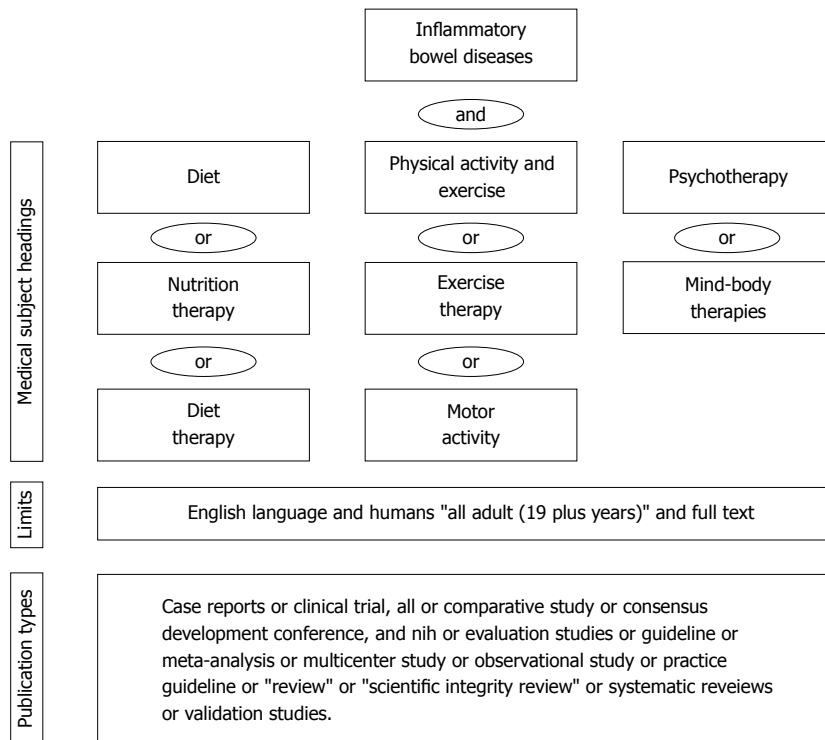 Inflammatory
bowel diseases
and
Medical subject headings
Diet
Physical activity and
exercise
Psychotherapy
or
or
or
Nutrition
therapy
Exercise
therapy
Mind-body
therapies
or
or
Diet
therapy
Motor
activity
Limits
English language and humans "all adult (19 plus years)" and full text
Publication types
Case reports or clinical trial, all or comparative study or consensus
development conference, and nih or evaluation studies or guideline or
meta-analysis or multicenter study or observational study or practice
guideline or "review" or "scientific integrity review" or systematic reveiews
or validation studies.